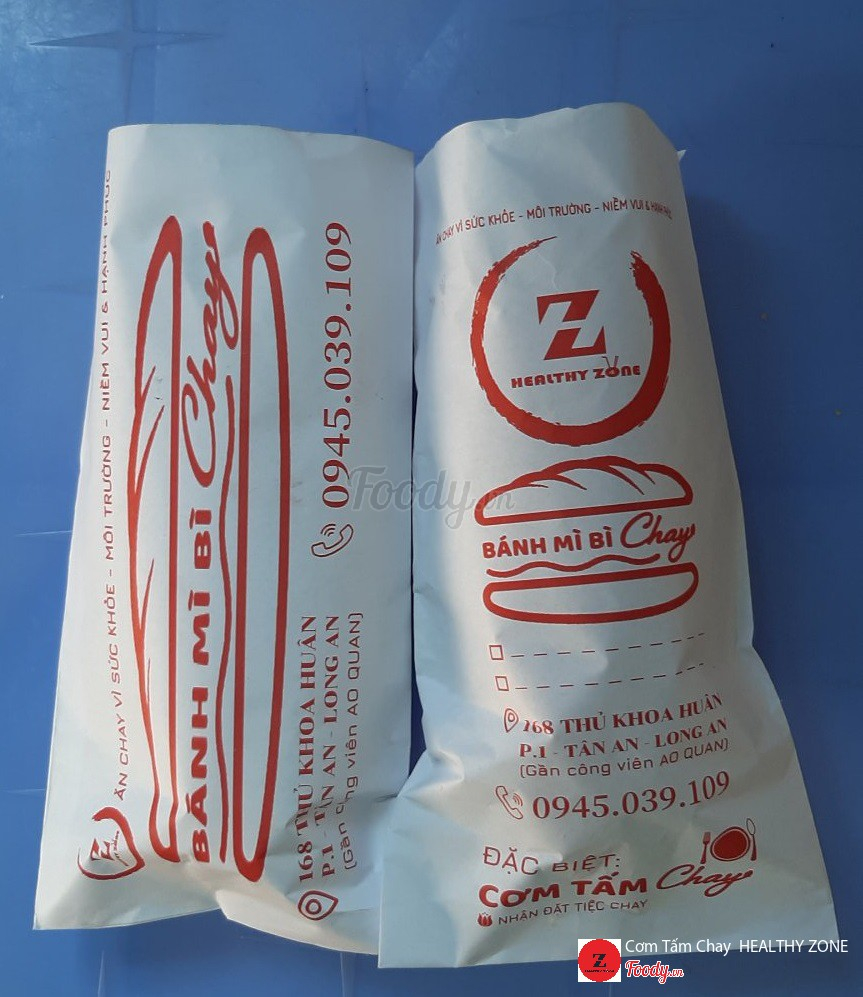 ĂN CHAY VÌ SỨC KHỎE - MÔI TRƯỜNG - NIỀM VUI & HẠNH PHÚC
BÁNH MÌ BÌ Chay
0945.039.109
168 THỦ KHOA HUÂN
P.1 - TÂN AN - LONG AN
(Gần công viên AO QUAN)
ĂN CHAY VÌ SỨC KHỎE - MÔI TRƯỜNG - NIỀM VUI & HẠNH PHÚC
Z
HEALTHY ZONE
BÁNH MÌ BÌ Chay
168 THỦ KHOA HUÂN
P.1 - TÂN AN - LONG AN
(Gần công viên AO QUAN)
0945.039.109
ĐẶC BIỆT:
CƠM TẤM Chay
NHẬN ĐẶT TIỆC CHAY
Foody.vn
Z
Cơm Tấm Chay HEALTHY ZONE
Foody.vn